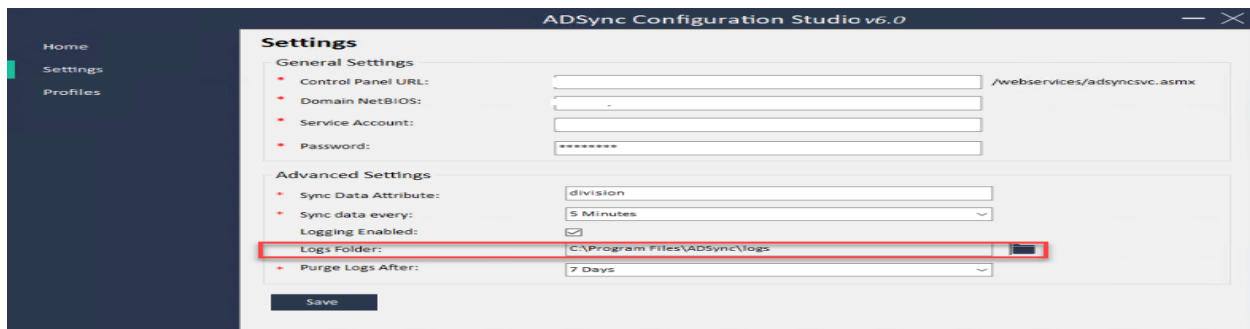 ADSync Configuration Studio v6.0
Home
Settings
Profiles
Settings
General Settings
* Control Panel URL: /webservices/adsyncsvc.asmx
* Domain NetBIOS:
* Service Account:
* Password: ********
Advanced Settings
* Sync Data Attribute: division
* Sync data every: 5 Minutes
Logging Enabled:
Logs Folder: C:\Program Files\ADSync\logs
* Purge Logs After: 7 Days
Save